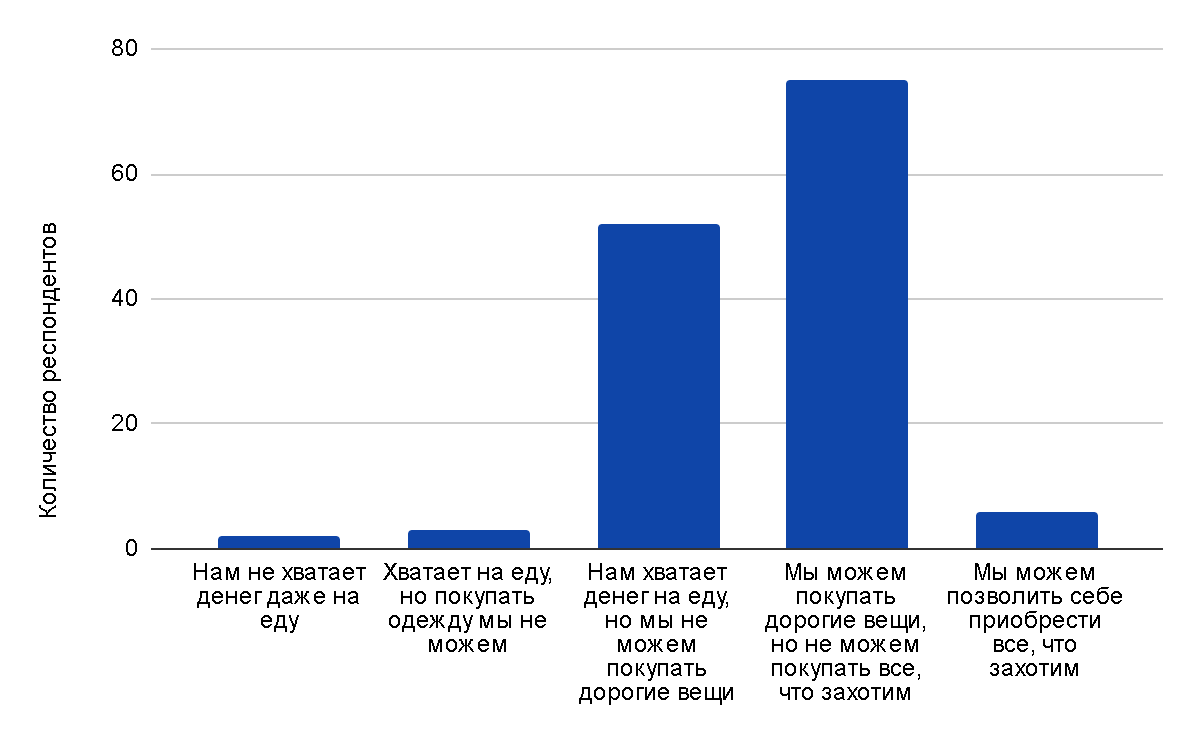 Количество респондентов
80
60
40
20
0
Нам не хватает
денег даже на
еду
Хватает на еду,
но покупать
одежду мы не
можем
Нам хватает
денег на еду,
но мы не
можем
покупать
дорогие вещи
Мы можем
покупать
дорогие вещи,
но не можем
покупать все,
что захотим
Мы можем
позволить себе
приобрести
все, что
захотим